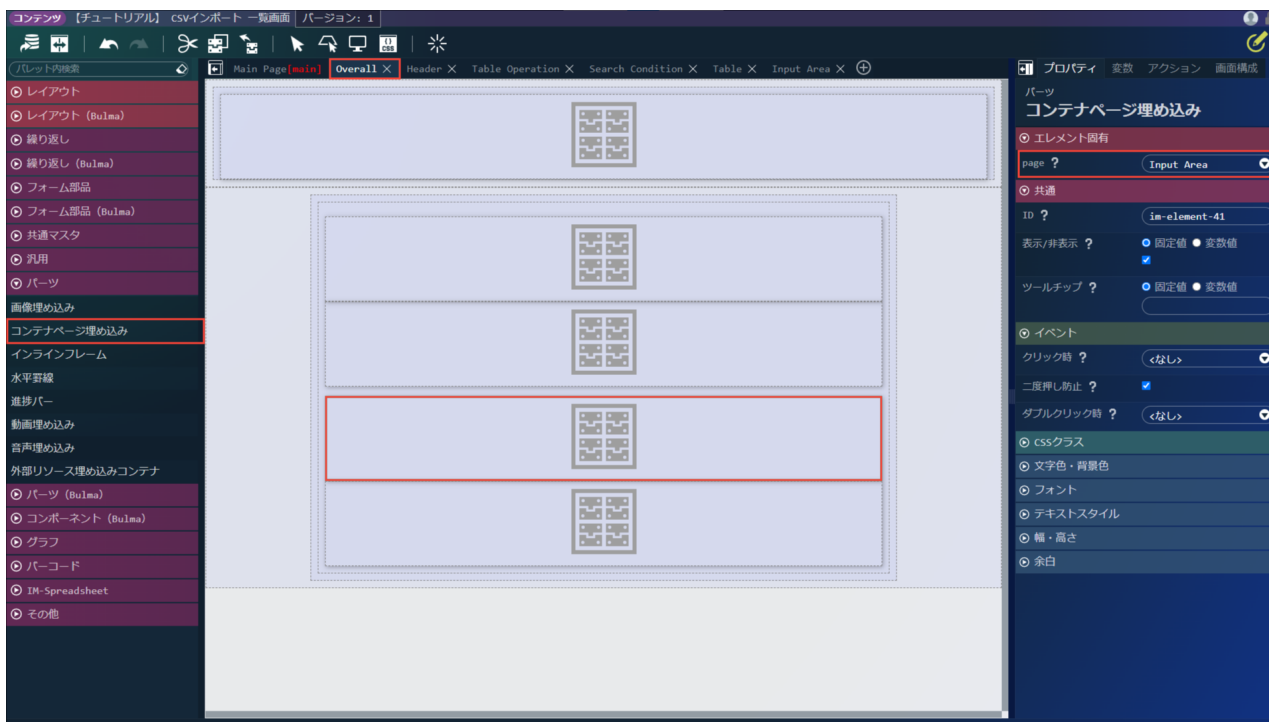 コンテンツ 【チュートリアル】 CSVインポート 一覧画面 バージョン: 1
パレット内検索
Main Page[main] Overall Header Table Operation Search Condition Table Input Area
プロパティ 変数 アクション 画面構成
レイアウト
レイアウト (Bulma)
繰り返し
繰り返し (Bulma)
フォーム部品
フォーム部品 (Bulma)
共通マスタ
汎用
パーツ
画像埋め込み
コンテナページ埋め込み
インラインフレーム
水平罫線
進捗バー
動画埋め込み
音声埋め込み
外部リソース埋め込みコンテナ
パーツ (Bulma)
コンポーネント (Bulma)
グラフ
バーコード
IM-Spreadsheet
その他
パーツ
コンテナページ埋め込み
エレメント固有
page ? Input Area
共通
ID ? im-element-41
表示/非表示 ? 固定値 変数値
ツールチップ ? 固定値 変数値
イベント
クリック時 ? <なし>
二度押し防止 ?
ダブルクリック時 ? <なし>
CSSクラス
文字色・背景色
フォント
テキストスタイル
幅・高さ
余白